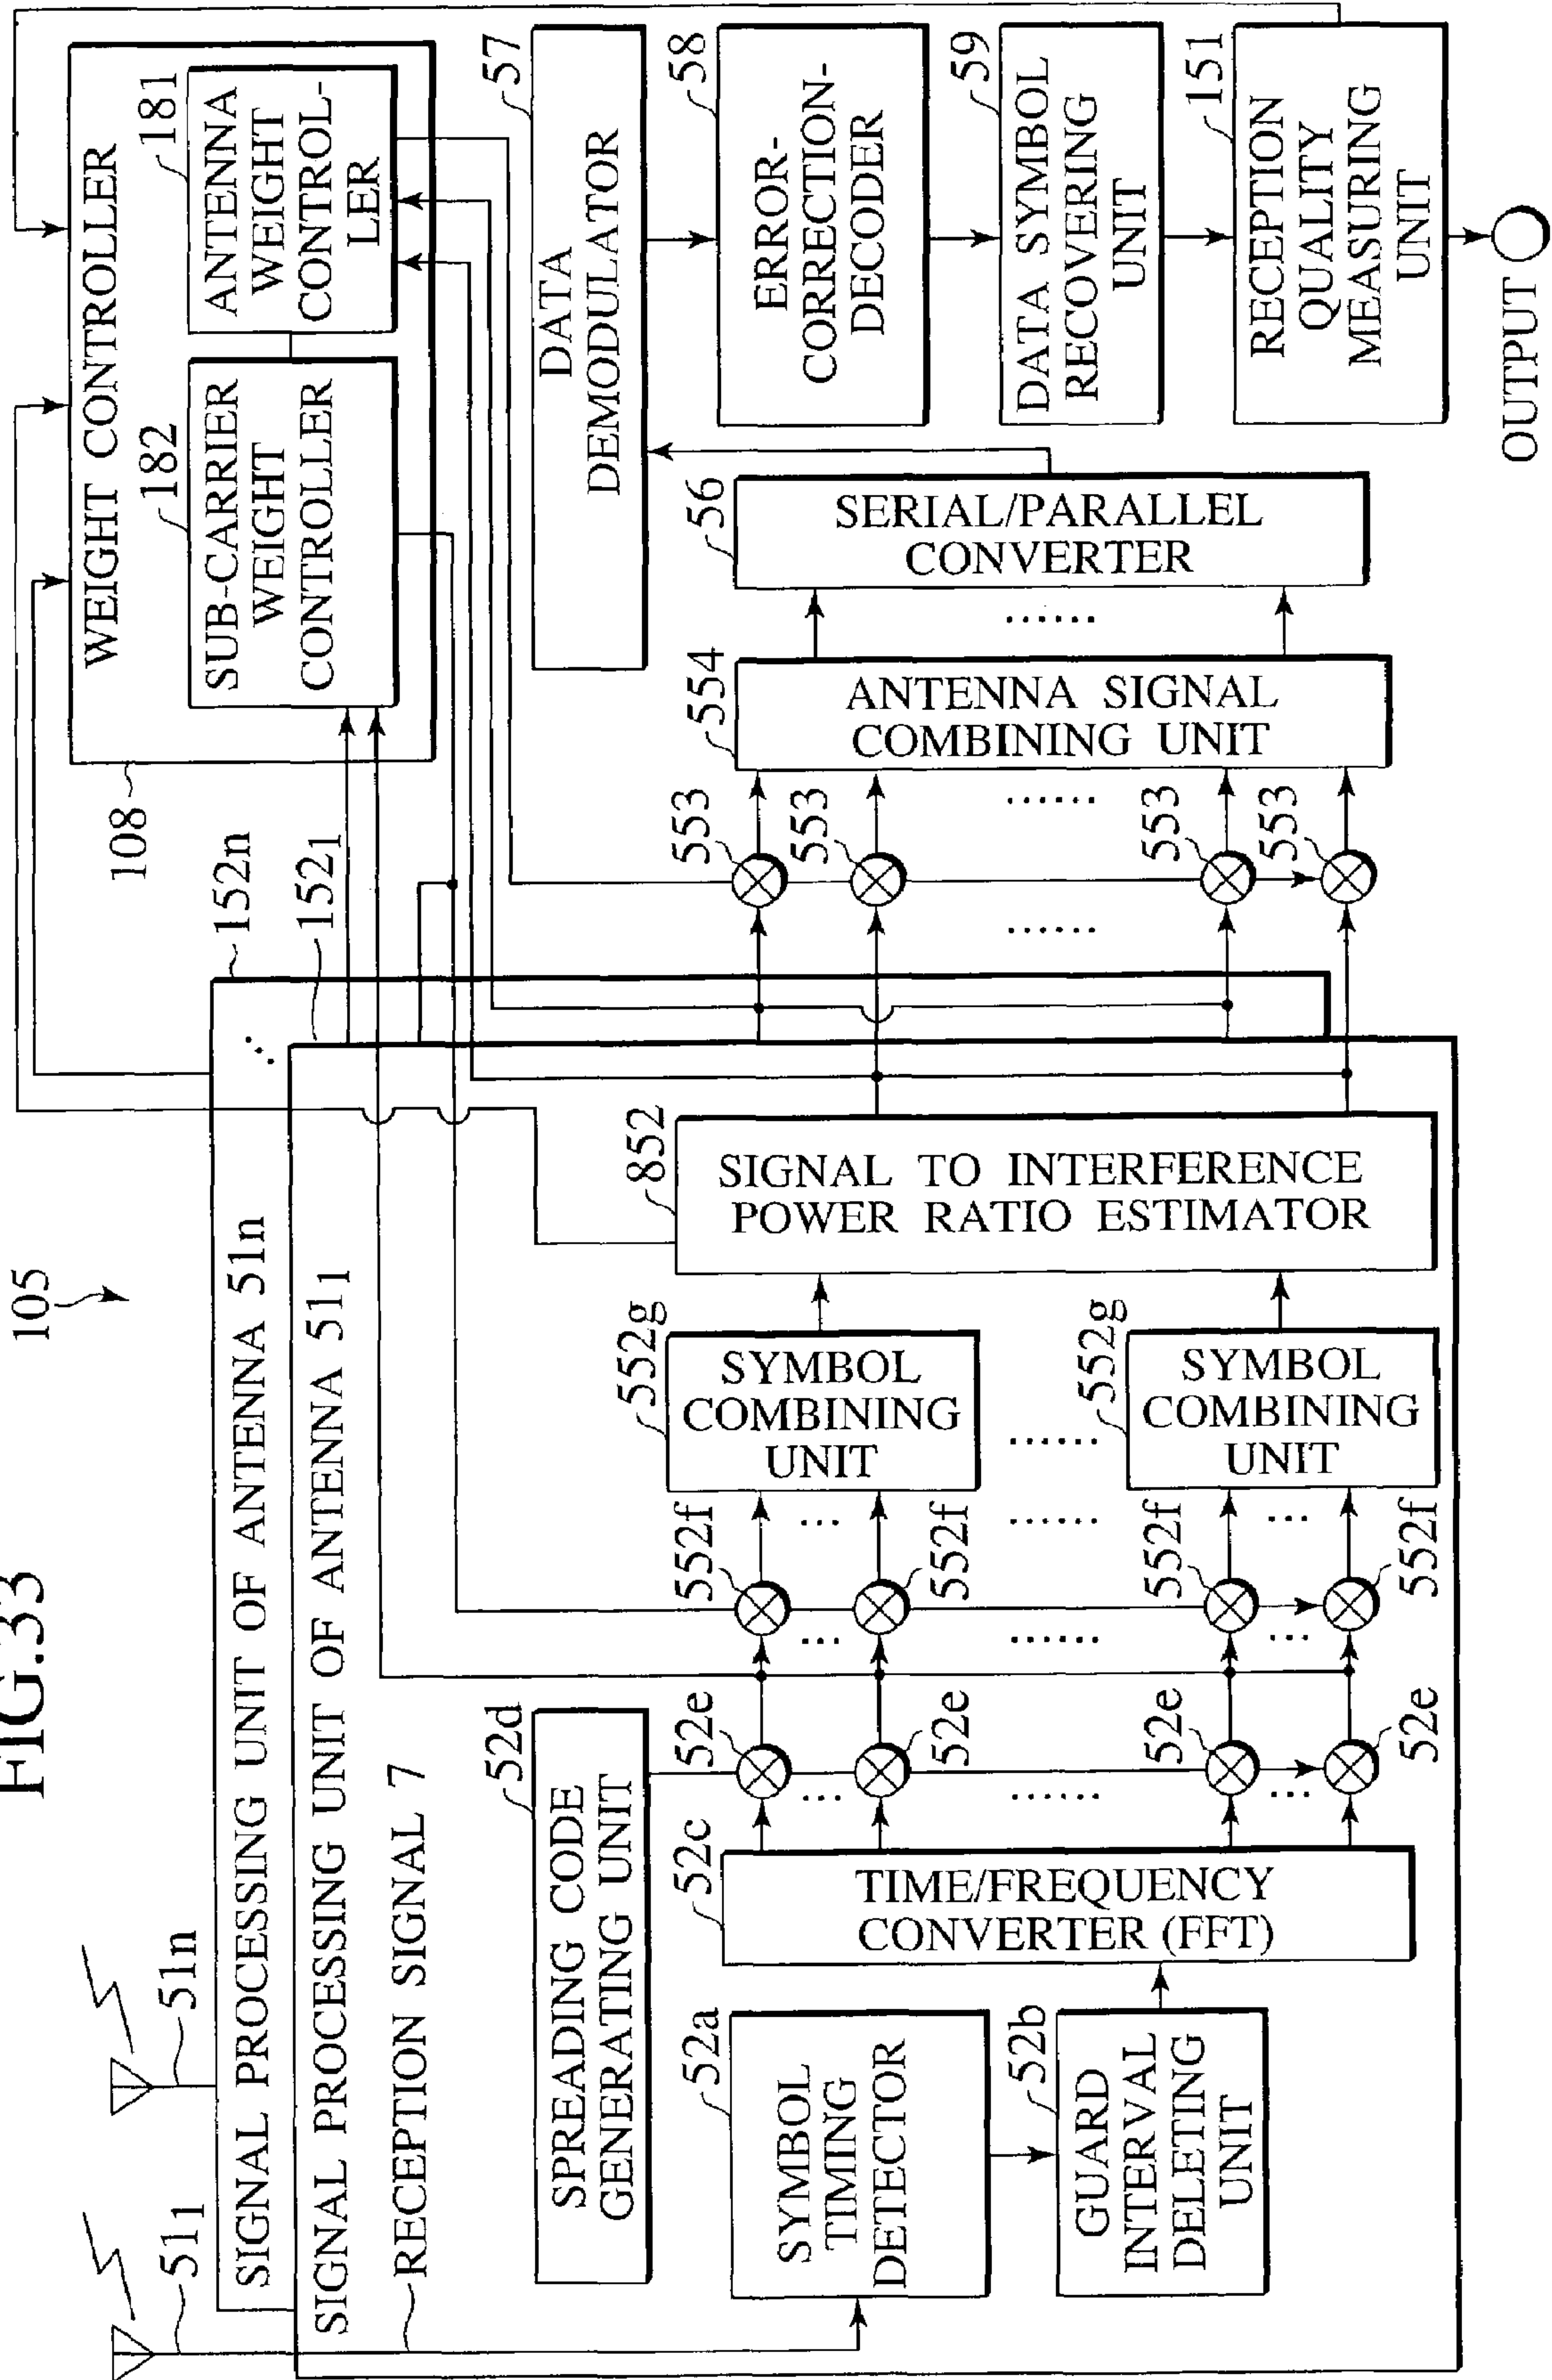 FIG.33
105
51₁
51n
SIGNAL PROCESSING UNIT OF ANTENNA 51n
SIGNAL PROCESSING UNIT OF ANTENNA 51₁
RECEPTION SIGNAL 7
152n
152₁
108
WEIGHT CONTROLLER
182
SUB-CARRIER
WEIGHT
CONTROLLER
181
ANTENNA
WEIGHT
CONTROL-
LER
52d
SPREADING CODE
GENERATING UNIT
52a
SYMBOL
TIMING
DETECTOR
52b
GUARD
INTERVAL
DELETING
UNIT
52c
TIME/FREQUENCY
CONVERTER (FFT)
52e
52e
52e
52e
552f
552f
552f
552f
552g
SYMBOL
COMBINING
UNIT
552g
SYMBOL
COMBINING
UNIT
852
SIGNAL TO INTERFERENCE
POWER RATIO ESTIMATOR
553
553
553
553
554
ANTENNA SIGNAL
COMBINING UNIT
56
SERIAL/PARALLEL
CONVERTER
57
DATA
DEMODULATOR
58
ERROR-
CORRECTION-
DECODER
59
DATA SYMBOL
RECOVERING
UNIT
151
RECEPTION
QUALITY
MEASURING
UNIT
OUTPUT